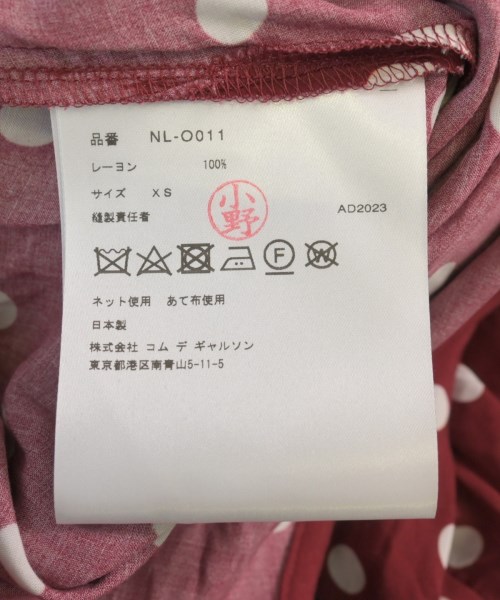 品番 NL-O011
レーヨン 100%
サイズ XS
縫製責任者 小野
AD2023
F W
ネット使用 あて布使用
日本製
株式会社 コム デ ギャルソン
東京都港区南青山5-11-5